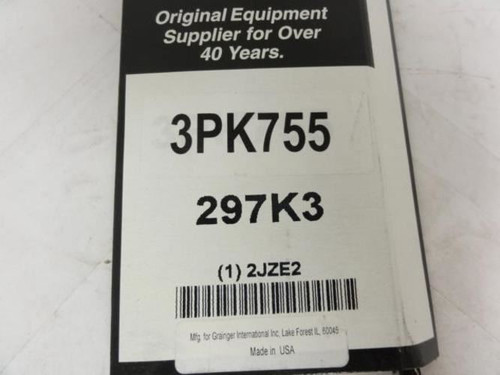 Original Equipment
Supplier for Over
40 Years.
3PK755
297K3
(1) 2JZE2
Mfg. for Grainger International Inc, Lake Forest IL, 60045
Made in USA